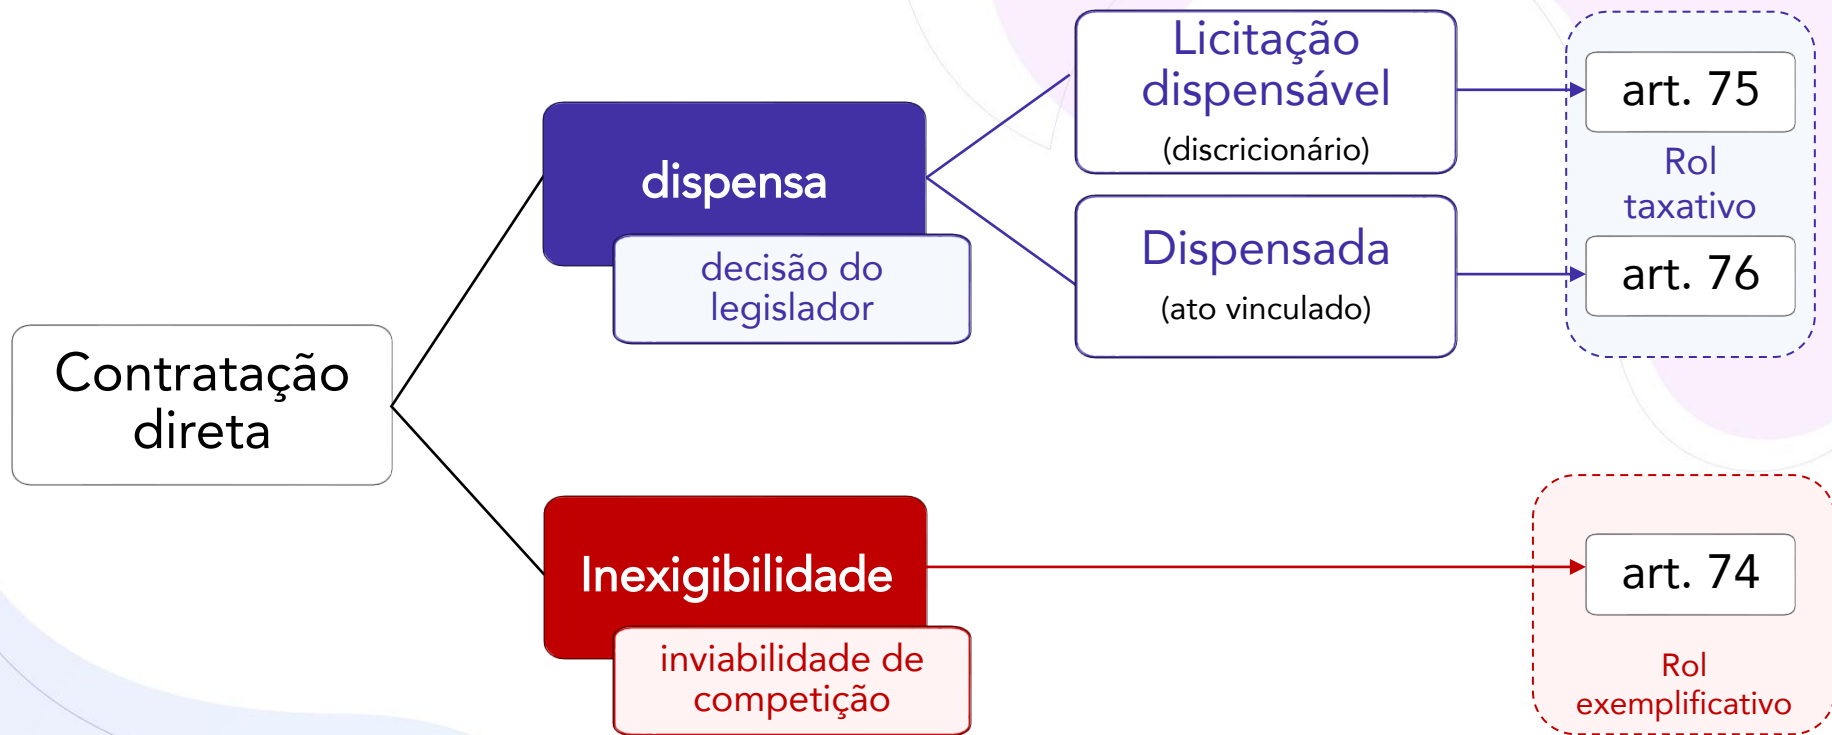 Contratação
direta
dispensa
decisão do
legislador
Licitação
dispensável
(discricionário)
Dispensada
(ato vinculado)
art. 75
Rol
taxativo
art. 76
Inexigibilidade
inviabilidade de
competição
art. 74
Rol
exemplificativo